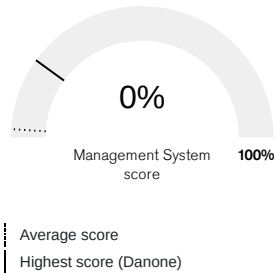 0%
Management System
score
100%
Average score
Highest score (Danone)